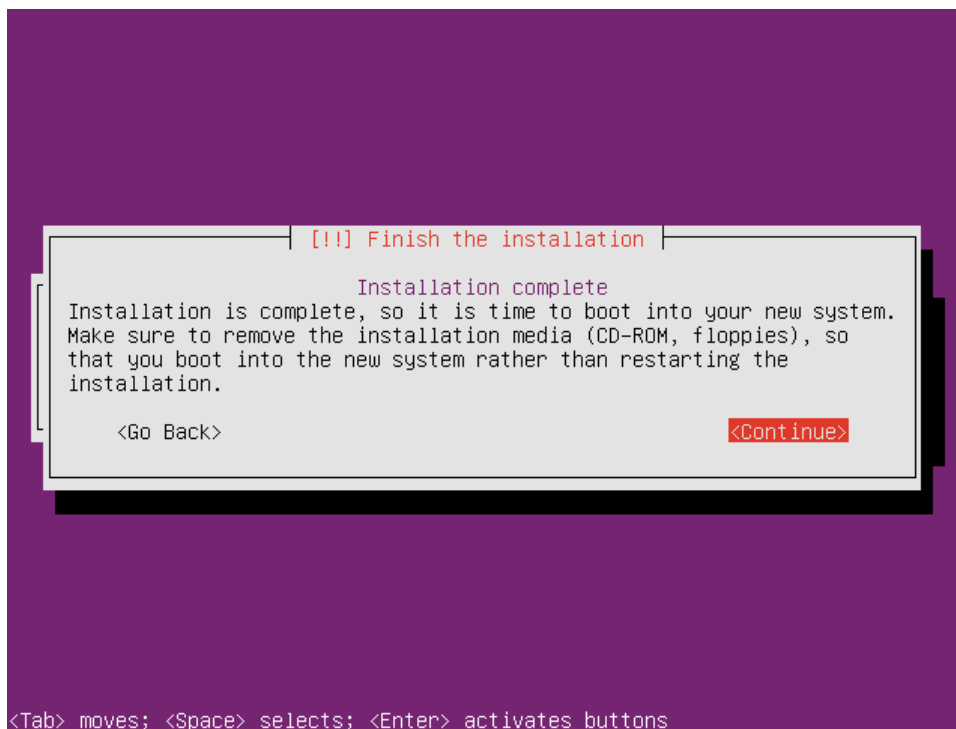 [!!] Finish the installation
Installation complete
Installation is complete, so it is time to boot into your new system.
Make sure to remove the installation media (CD-ROM, floppies), so
that you boot into the new system rather than restarting the
installation.
<Go Back> <Continue>
<Tab> moves; <Space> selects; <Enter> activates buttons